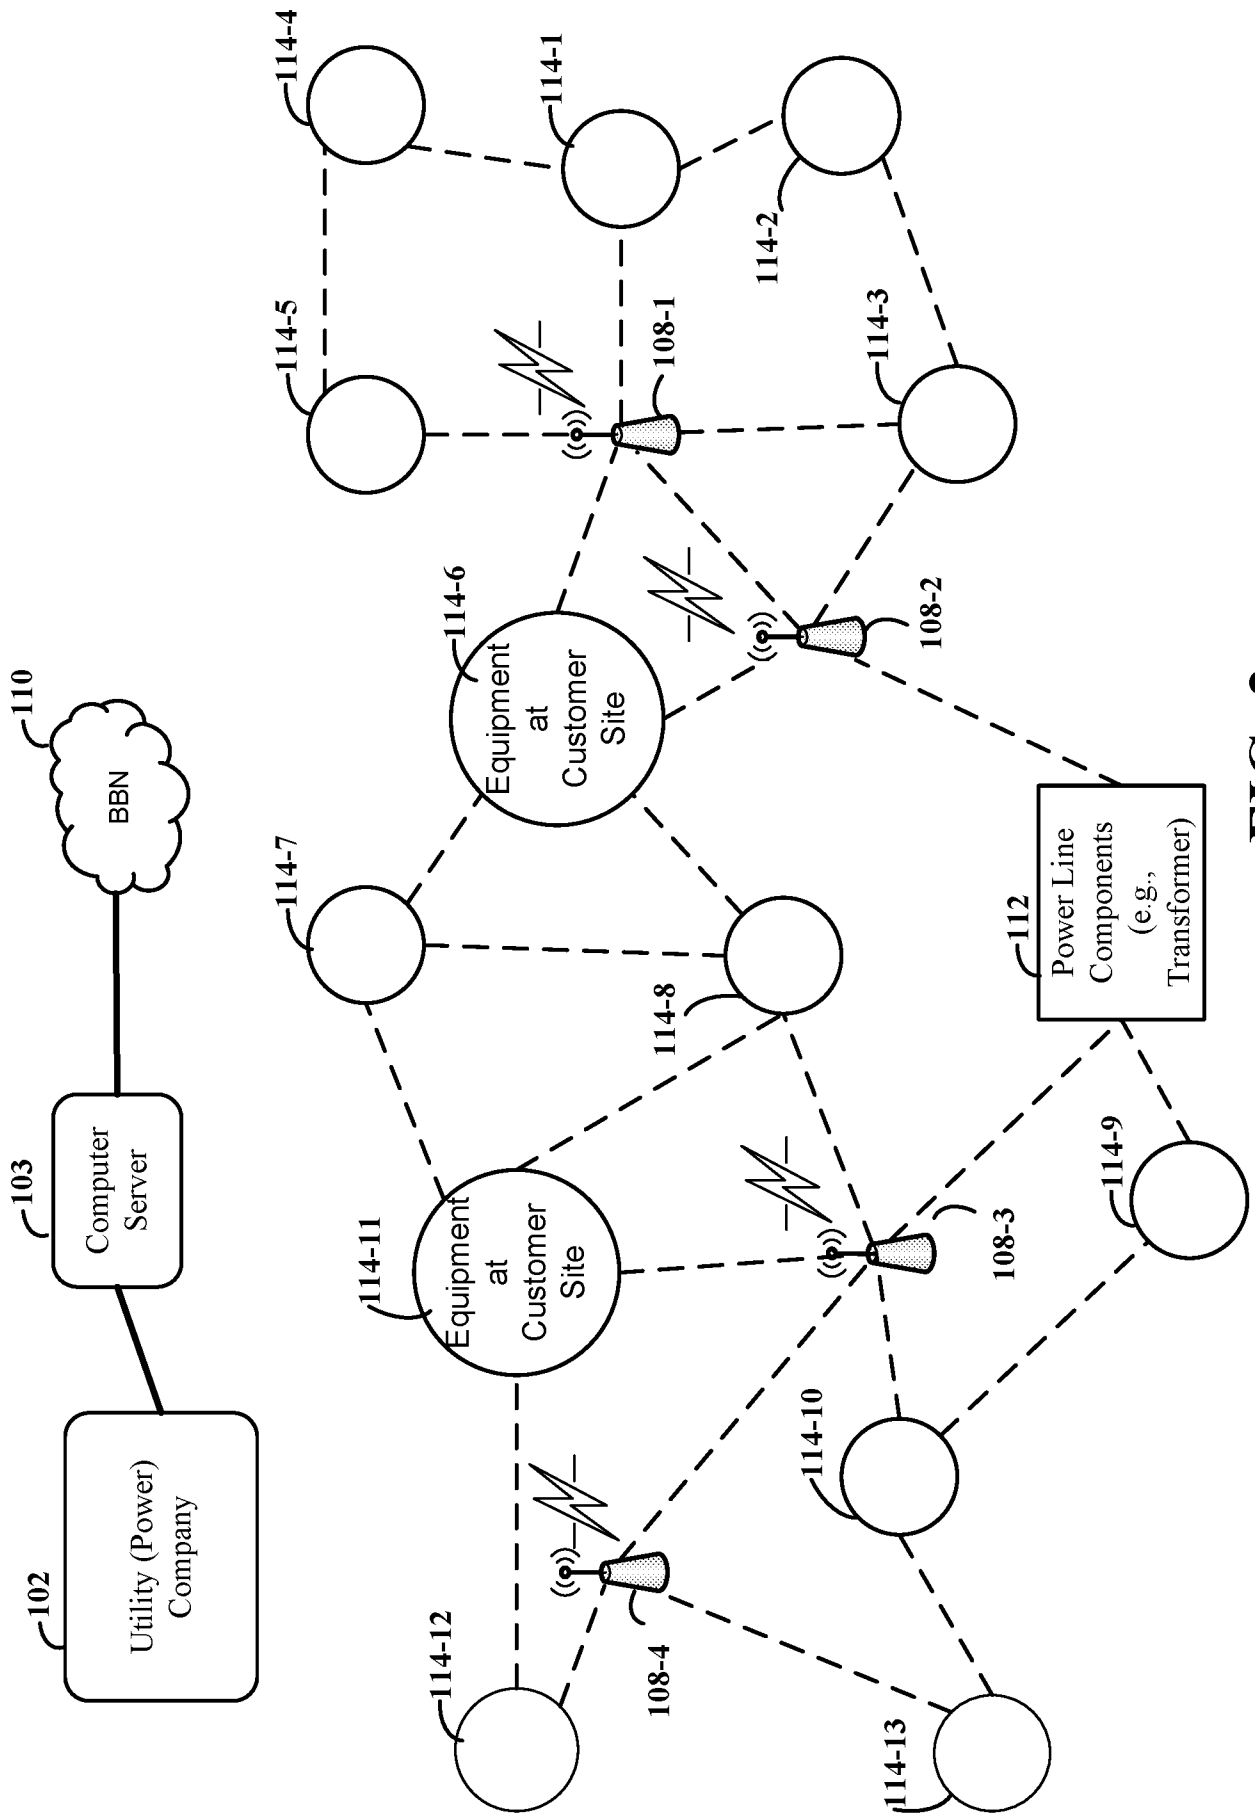 102
103
110
Utility (Power)
Company
Computer
Server
BBN
114-4
114-5
114-7
114-11
Equipment
at
Customer
Site
114-12
114-6
Equipment
at
Customer
Site
114-1
108-1
108-4
114-8
114-2
114-10
114-3
108-2
108-3
114-13
112
Power Line
Components
(e.g.,
Transformer)
114-9